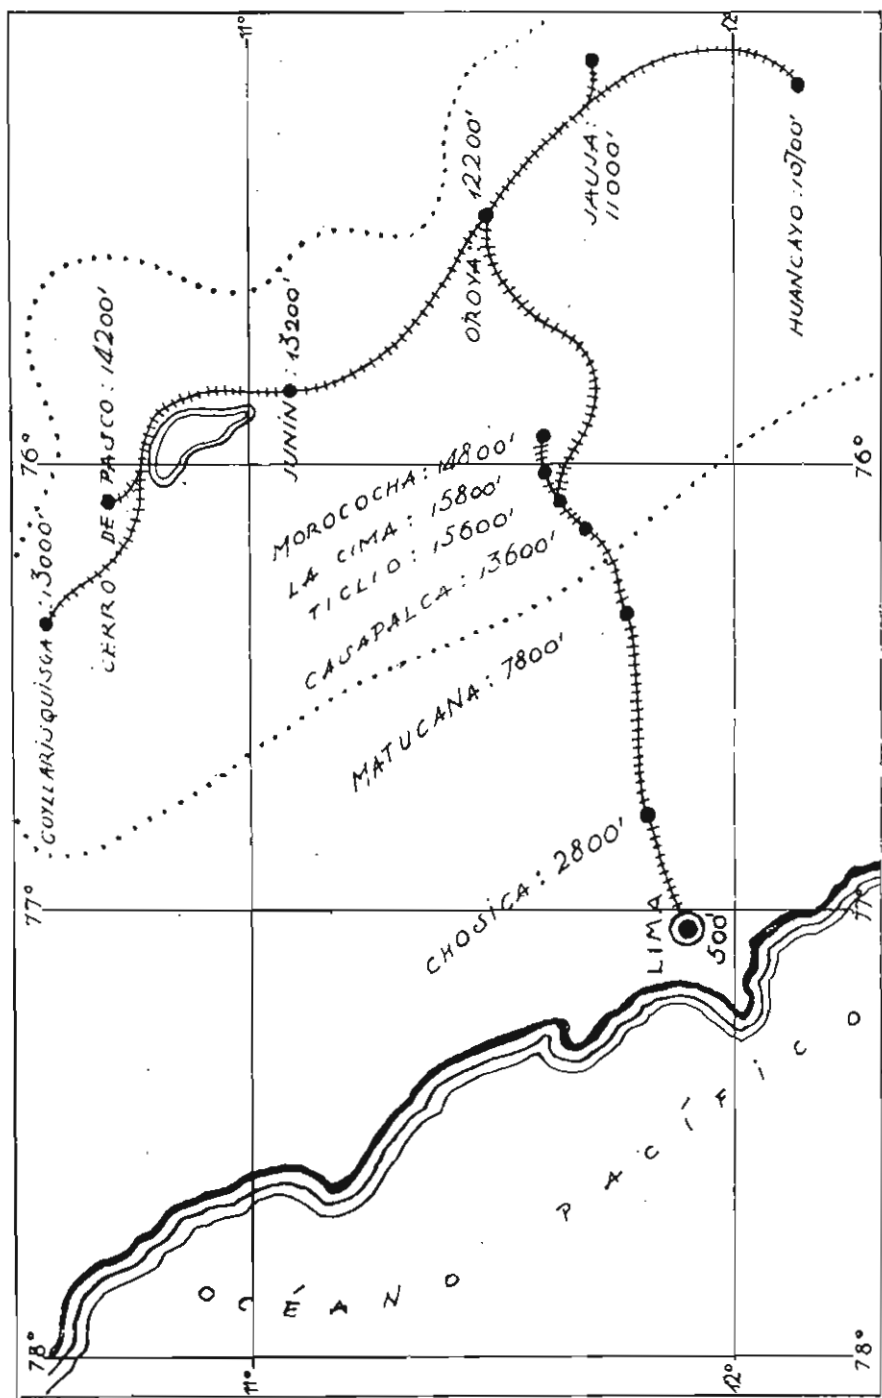 11°
12°
76°
76°
77°
77°
78°
78°
11°
12°
GOYLLARISQUISGA : 13000'
CERRO DE PASCO : 14200'
JUNIN : 13200'
OROYA : 12200'
JAUJA :
11000'
HUANCAYO : 10700'
MOROCOCHA : 14800'
LA CIMA : 15800'
TICLIO : 15600'
CASAPALCA : 13600'
MATUCANA : 7800'
CHOSICA : 2800'
LIMA
500'
OCÉANO PACÍFICO